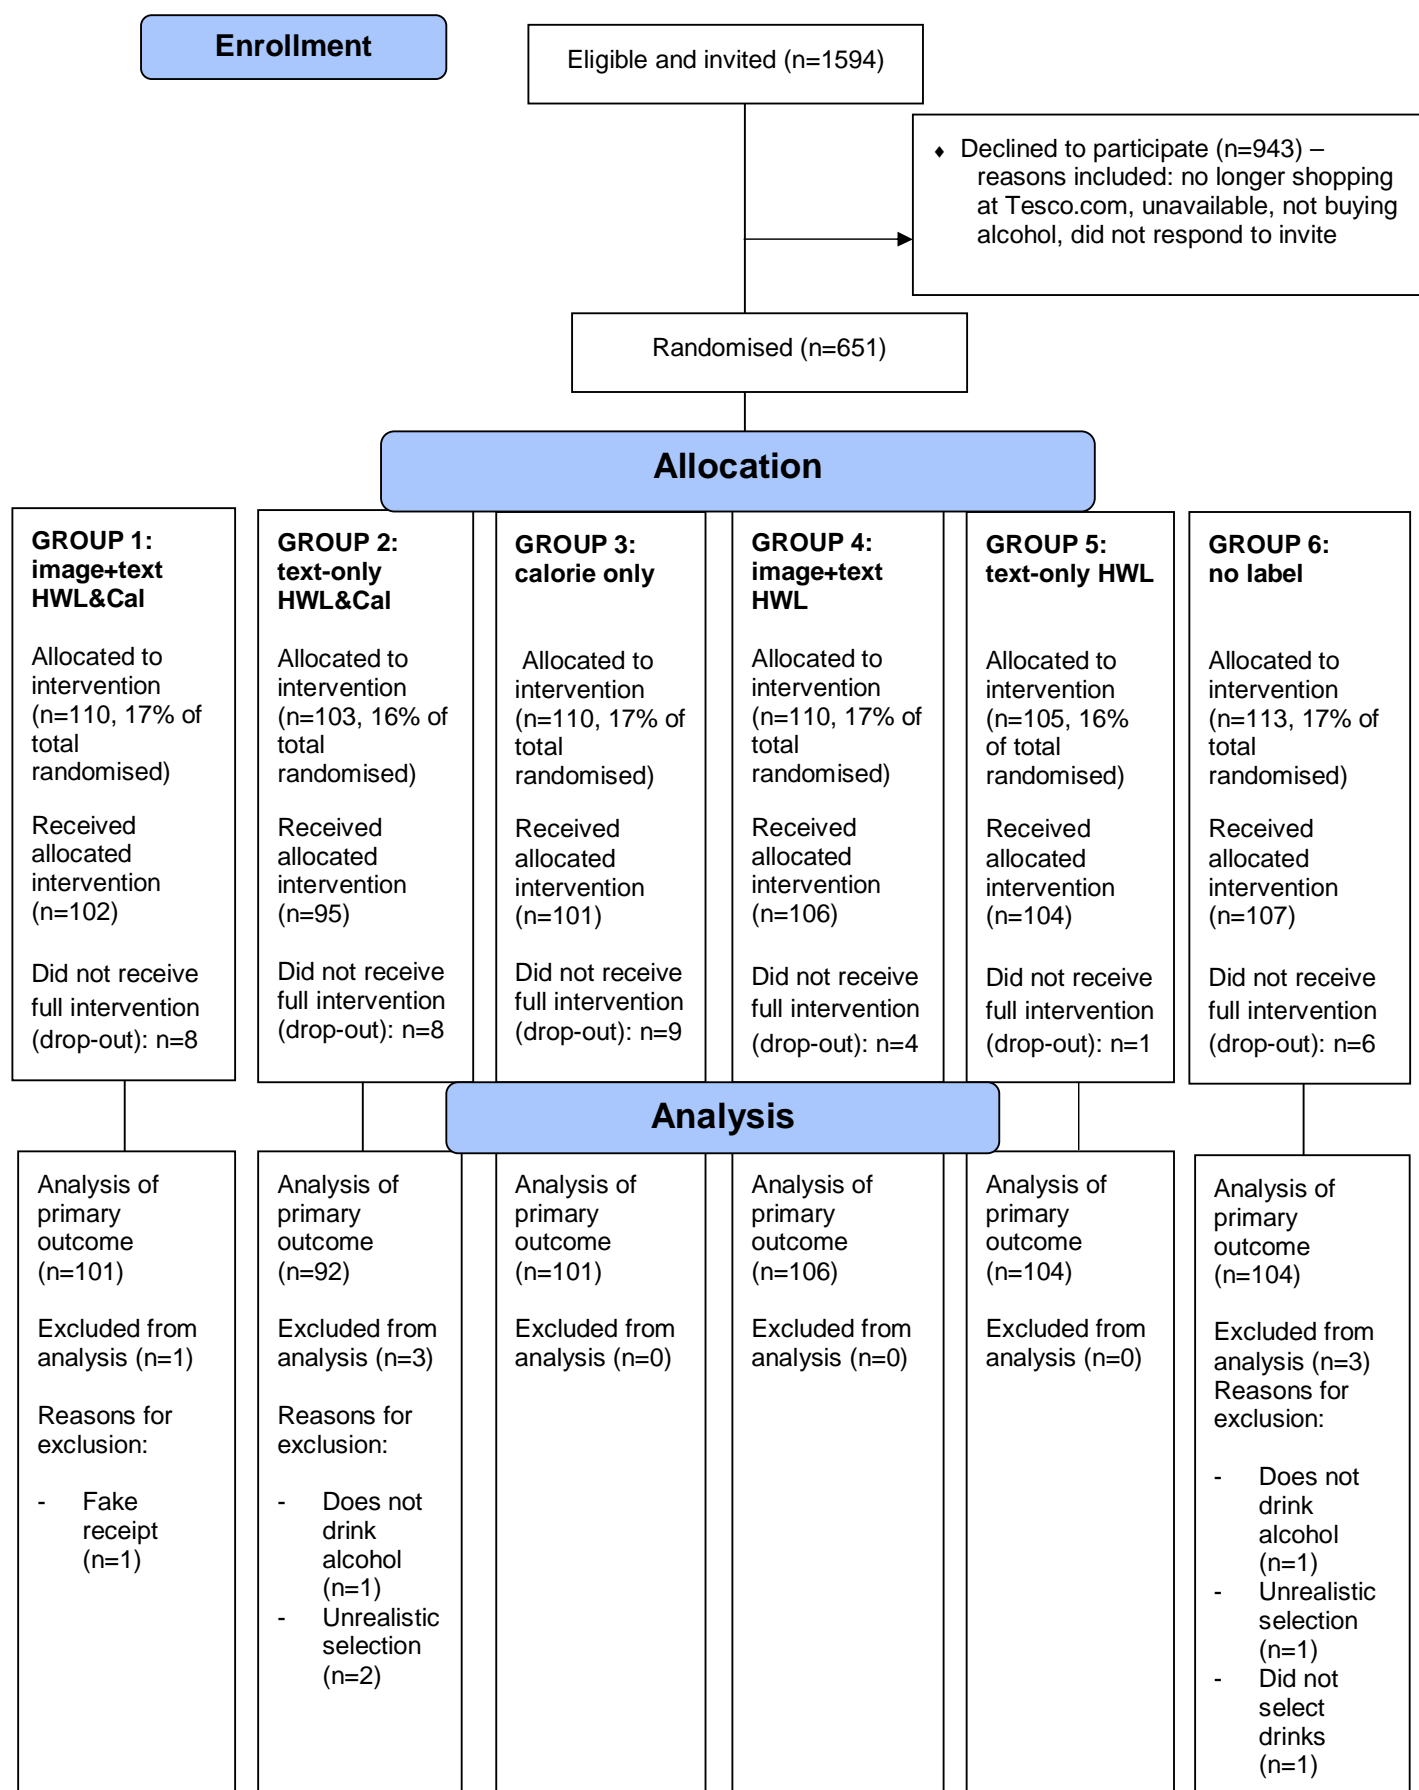 Enrollment
Eligible and invited (n=1594)
♦ Declined to participate (n=943) –
reasons included: no longer shopping
at Tesco.com, unavailable, not buying
alcohol, did not respond to invite
Randomised (n=651)
Allocation
GROUP 1:
image+text
HWL&Cal
Allocated to
intervention
(n=110, 17% of
total
randomised)
Received
allocated
intervention
(n=102)
Did not receive
full intervention
(drop-out): n=8
GROUP 2:
text-only
HWL&Cal
Allocated to
intervention
(n=103, 16% of
total
randomised)
Received
allocated
intervention
(n=95)
Did not receive
full intervention
(drop-out): n=8
GROUP 3:
calorie only
Allocated to
intervention
(n=110, 17% of
total
randomised)
Received
allocated
intervention
(n=101)
Did not receive
full intervention
(drop-out): n=9
GROUP 4:
image+text
HWL
Allocated to
intervention
(n=110, 17% of
total
randomised)
Received
allocated
intervention
(n=106)
Did not receive
full intervention
(drop-out): n=4
GROUP 5:
text-only HWL
Allocated to
intervention
(n=105, 16%
of total
randomised)
Received
allocated
intervention
(n=104)
Did not receive
full intervention
(drop-out): n=1
GROUP 6:
no label
Allocated to
intervention
(n=113, 17% of
total
randomised)
Received
allocated
intervention
(n=107)
Did not receive
full intervention
(drop-out): n=6
Analysis
Analysis of
primary
outcome
(n=101)
Excluded from
analysis (n=1)
Reasons for
exclusion:
- Fake
receipt
(n=1)
Analysis of
primary
outcome
(n=92)
Excluded from
analysis (n=3)
Reasons for
exclusion:
- Does not
drink
alcohol
(n=1)
- Unrealistic
selection
(n=2)
Analysis of
primary
outcome
(n=101)
Excluded from
analysis (n=0)
Analysis of
primary
outcome
(n=106)
Excluded from
analysis (n=0)
Analysis of
primary
outcome
(n=104)
Excluded from
analysis (n=0)
Analysis of
primary
outcome
(n=104)
Excluded from
analysis (n=3)
Reasons for
exclusion:
- Does not
drink
alcohol
(n=1)
- Unrealistic
selection
(n=1)
- Did not
select
drinks
(n=1)